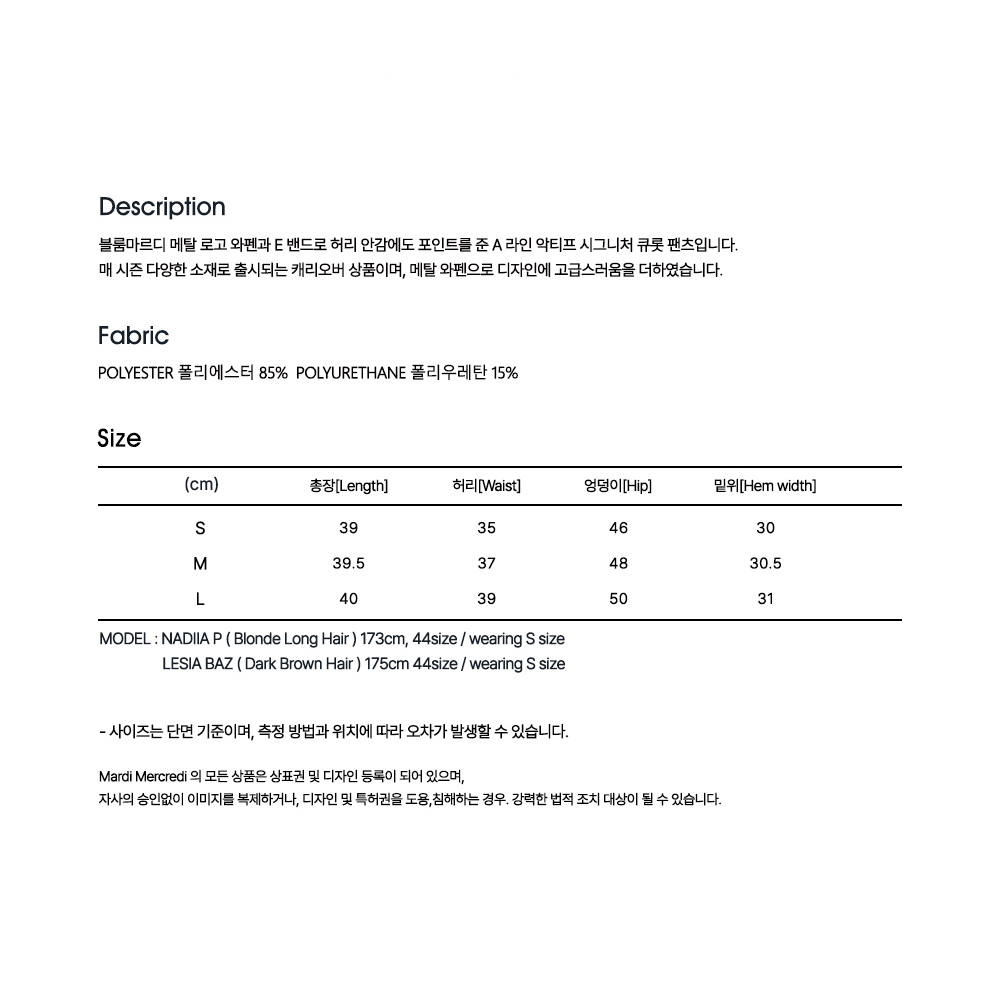 Description
블룸마르디 메탈 로고 와펜과 E 밴드로 허리 안감에도 포인트를 준 A 라인 악티프 시그니처 큐롯 팬츠입니다.
매 시즌 다양한 소재로 출시되는 캐리오버 상품이며, 메탈 와펜으로 디자인에 고급스러움을 더하였습니다.
Fabric
POLYESTER 폴리에스터 85% POLYURETHANE 폴리우레탄 15%
Size
(cm) 총장[Length] 허리[Waist] 엉덩이[Hip] 밑위[Hem width]
S 39 35 46 30
M 39.5 37 48 30.5
L 40 39 50 31
MODEL : NADIIA P ( Blonde Long Hair ) 173cm, 44size / wearing S size
LESIA BAZ ( Dark Brown Hair ) 175cm 44size / wearing S size
- 사이즈는 단면 기준이며, 측정 방법과 위치에 따라 오차가 발생할 수 있습니다.
Mardi Mercredi 의 모든 상품은 상표권 및 디자인 등록이 되어 있으며,
자사의 승인없이 이미지를 복제하거나, 디자인 및 특허권을 도용,침해하는 경우. 강력한 법적 조치 대상이 될 수 있습니다.